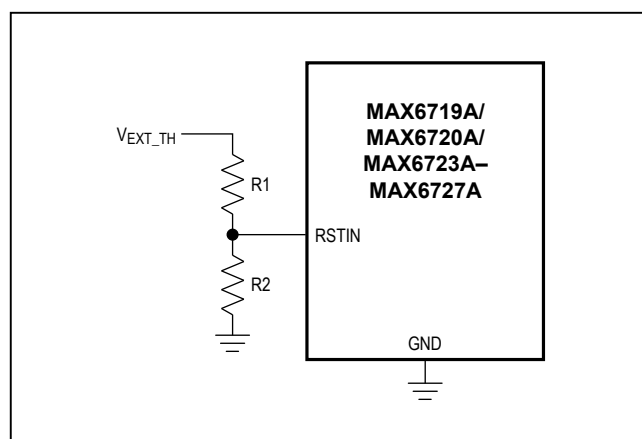 MAX6719A/
MAX6720A/
MAX6723A–
MAX6727A
VEXT_TH
R1
RSTIN
R2
GND